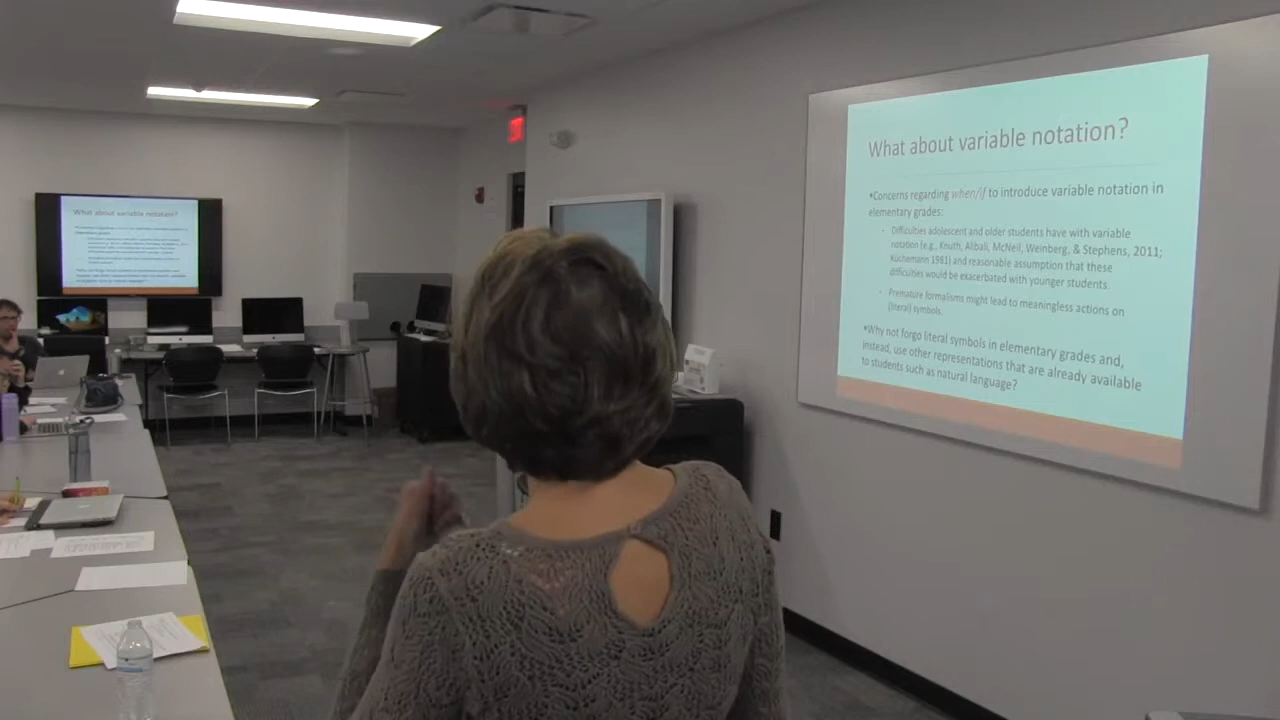 What about variable notation?
•Concerns regarding when/if to introduce variable notation in
elementary grades:
• Difficulties adolescent and older students have with variable
notation (e.g., Knuth, Alibali, McNeil, Weinberg, & Stephens, 2011;
Küchemann 1981) and reasonable assumption that these
difficulties would be exacerbated with younger students.
• Premature formalisms might lead to meaningless actions on
(literal) symbols.
•Why not forgo literal symbols in elementary grades and,
instead, use other representations that are already available
to students such as natural language?
What about variable notation?